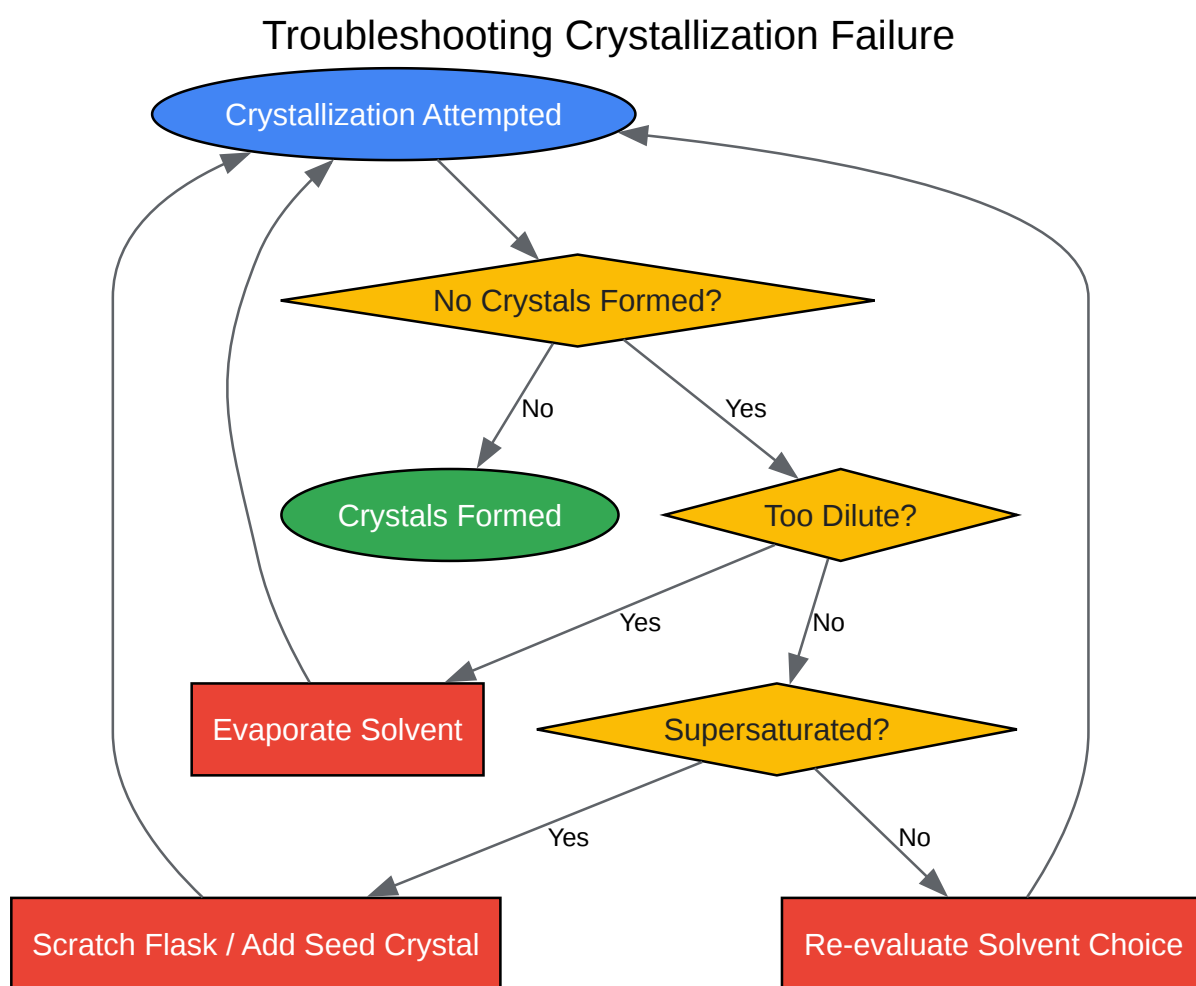 Troubleshooting Crystallization Failure
Crystallization Attempted
No Crystals Formed?
No
Yes
Crystals Formed
Too Dilute?
Yes
No
Evaporate Solvent
Supersaturated?
Yes
No
Scratch Flask / Add Seed Crystal
Re-evaluate Solvent Choice